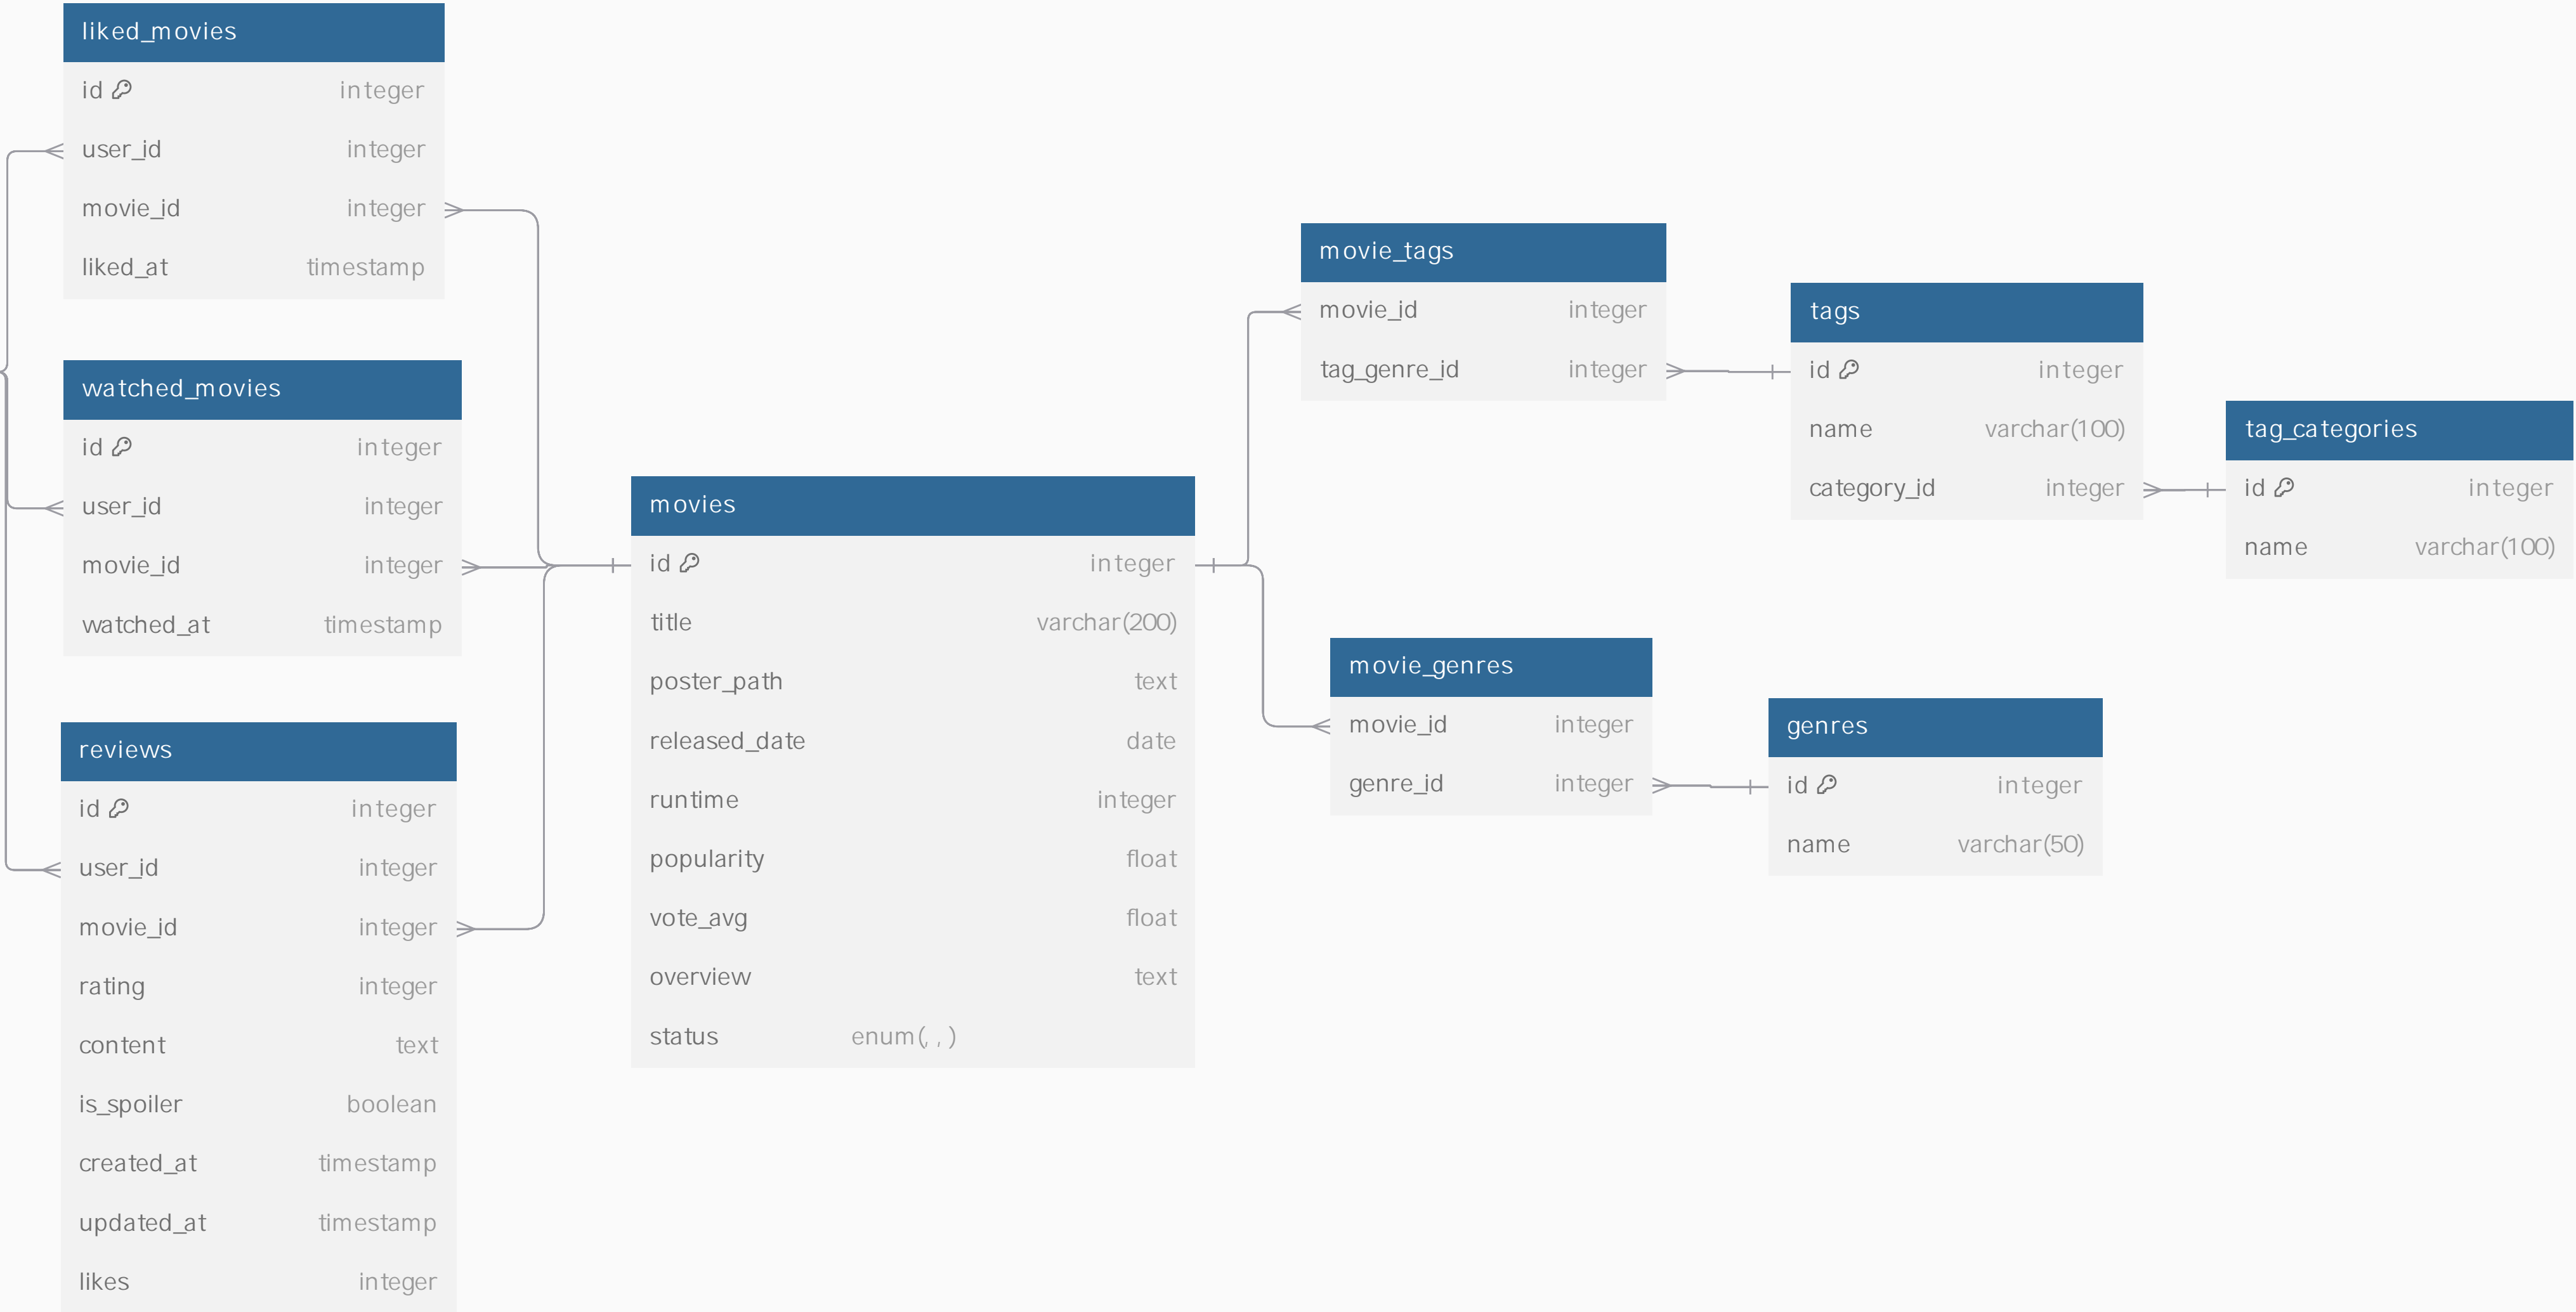 liked_movies
id integer
user_id integer
movie_id integer
liked_at timestamp
watched_movies
id integer
user_id integer
movie_id integer
watched_at timestamp
reviews
id integer
user_id integer
movie_id integer
rating integer
content text
is_spoiler boolean
created_at timestamp
updated_at timestamp
likes integer
movies
id integer
title varchar(200)
poster_path text
released_date date
runtime integer
popularity float
vote_avg float
overview text
status enum(, , )
movie_tags
movie_id integer
tag_genre_id integer
tags
id integer
name varchar(100)
category_id integer
tag_categories
id integer
name varchar(100)
movie_genres
movie_id integer
genre_id integer
genres
id integer
name varchar(50)